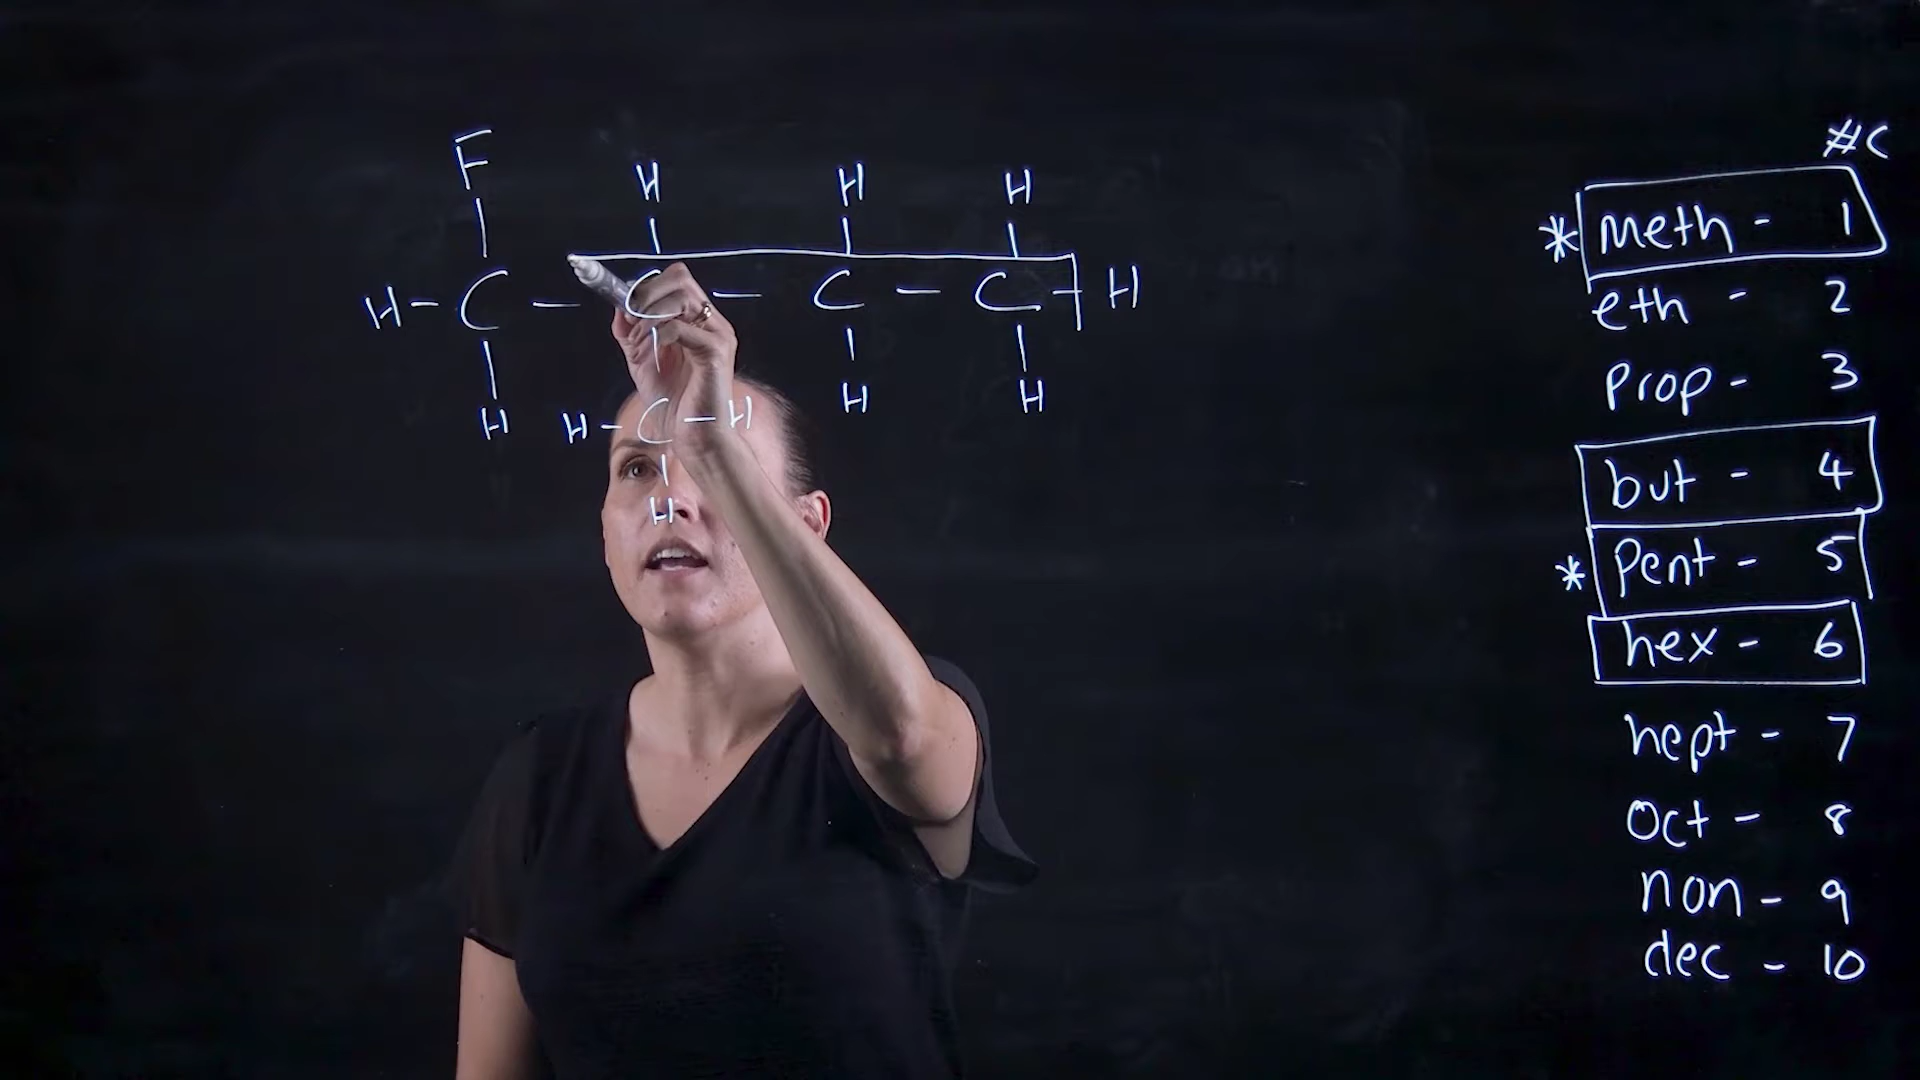 F H H H
H-C-C-C-C-H
H H H
H-C-H
H
#C
* Meth - 1
eth - 2
prop - 3
but - 4
* Pent - 5
hex - 6
hept - 7
Oct - 8
non - 9
dec - 10